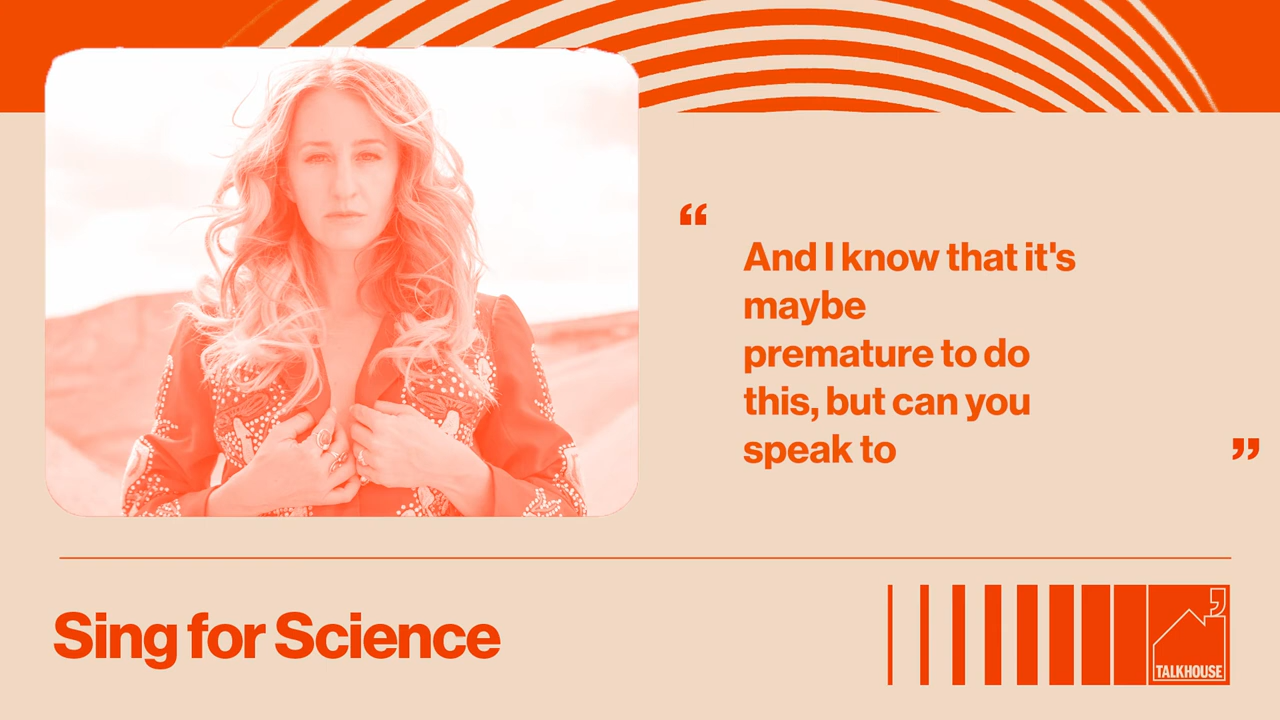 “
And I know that it's
maybe
premature to do
this, but can you
speak to
”
Sing for Science
TALKHOUSE